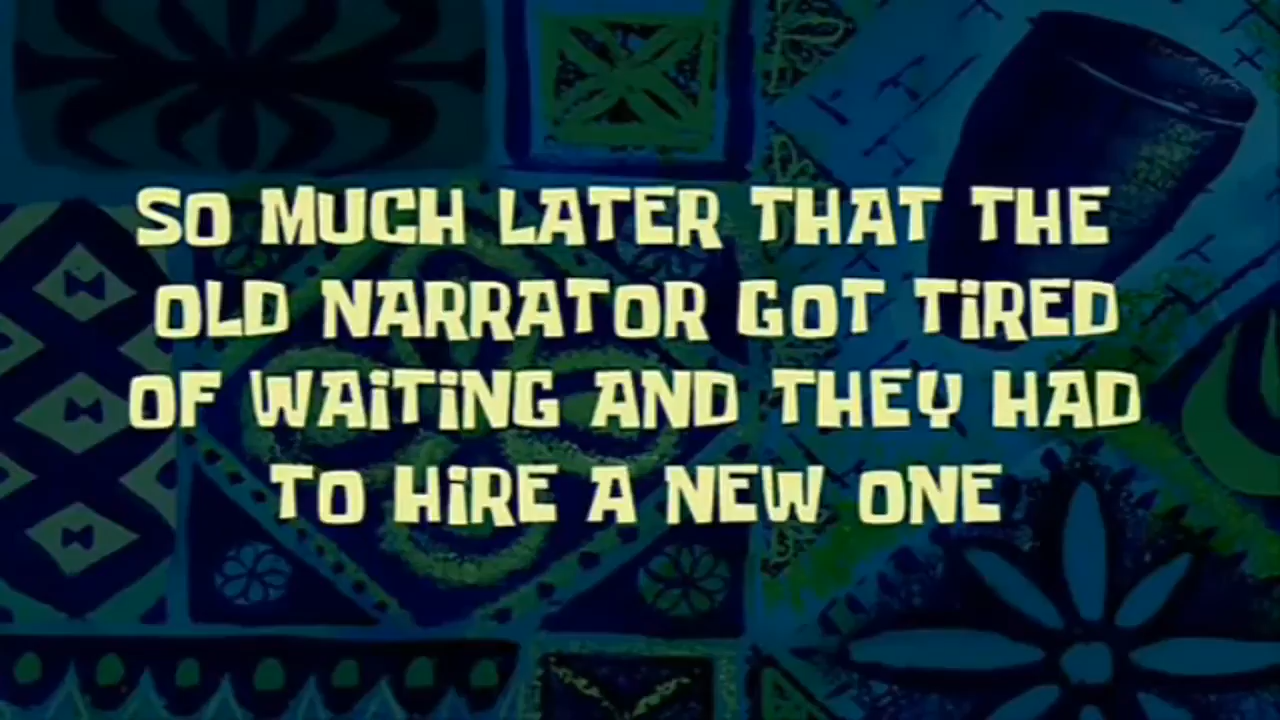 SO MUCH LATER THAT THE
OLD NARRATOR GOT TiRED
OF WAiTiNG AND THEY HAD
TO HiRE A NEW ONE